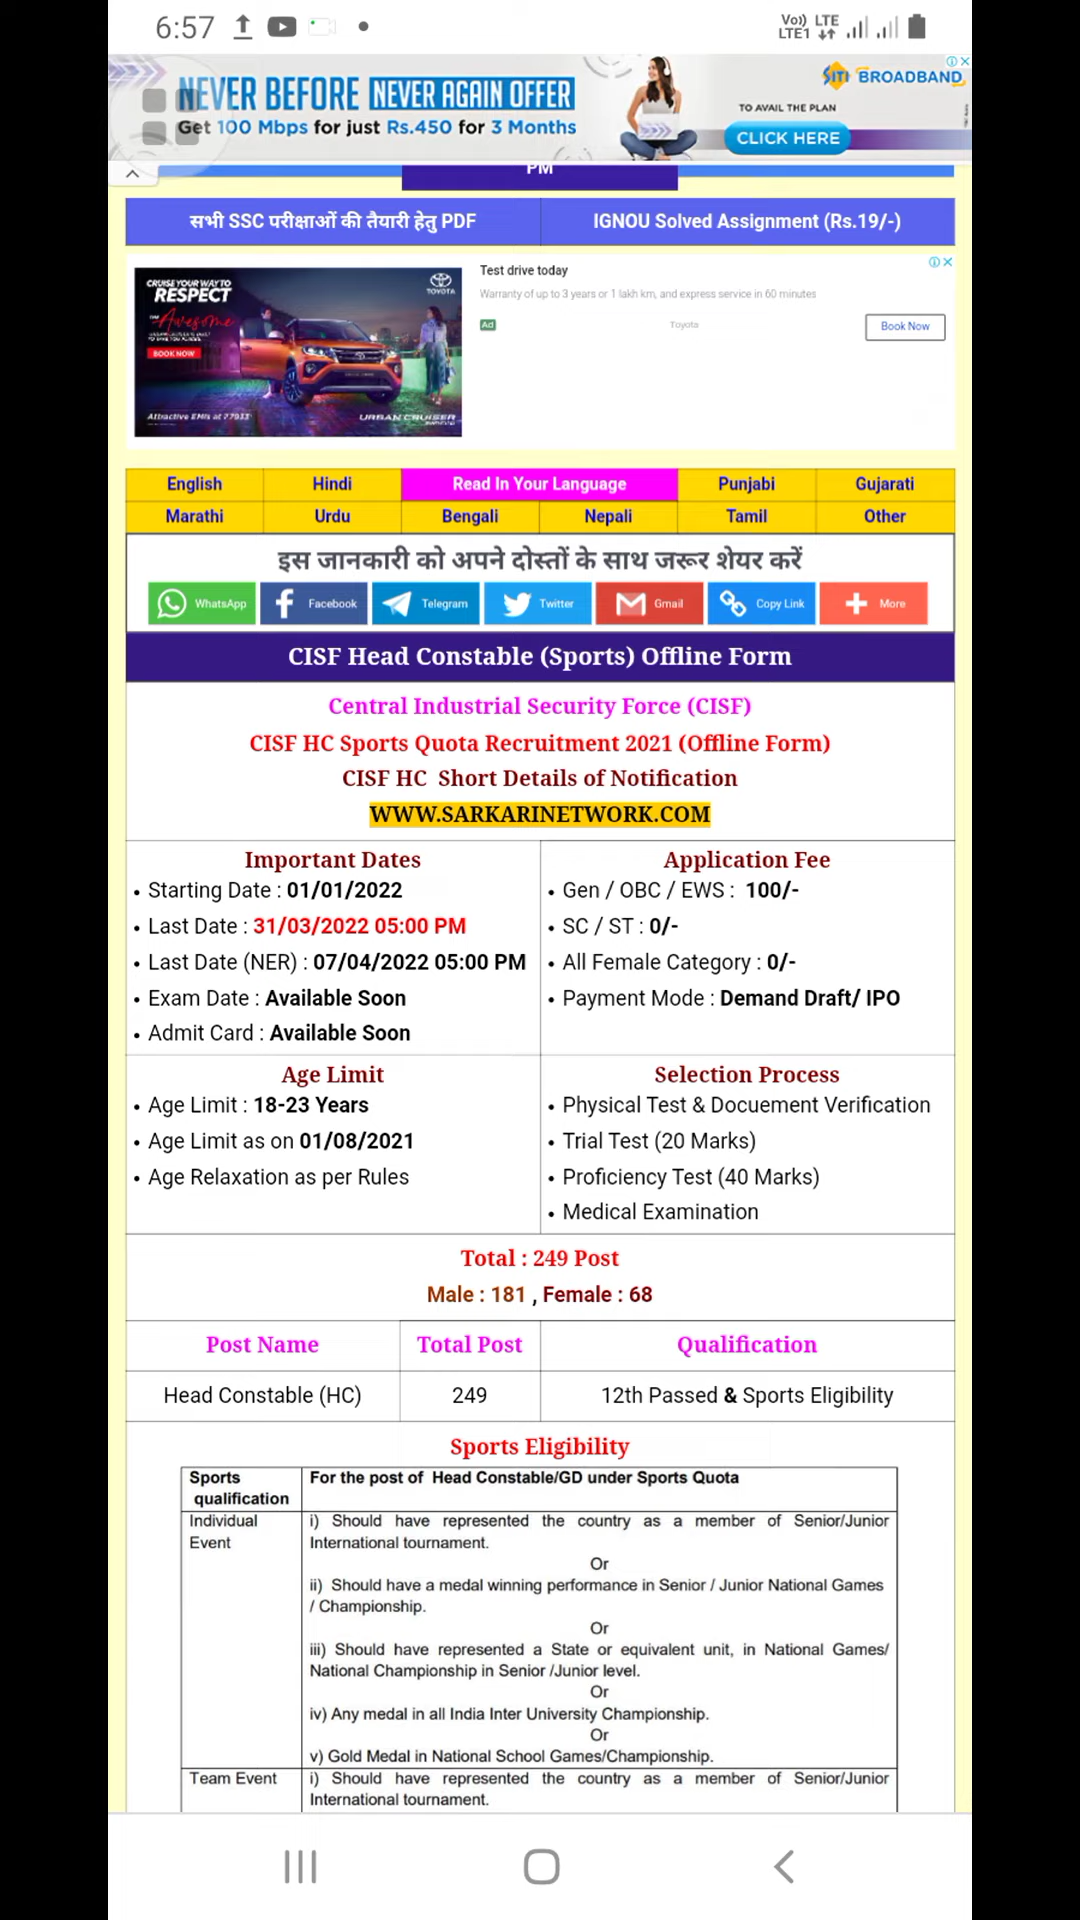 6:57
Vo)) LTE
LTE1
NEVER BEFORE NEVER AGAIN OFFER
Get 100 Mbps for just Rs.450 for 3 Months
SITI BROADBAND
TO AVAIL THE PLAN
CLICK HERE
PM
सभी SSC परीक्षाओं की तैयारी हेतु PDF
IGNOU Solved Assignment (Rs.19/-)
CRUISE YOUR WAY TO
RESPECT
Awesome
BOOK NOW
TOYOTA
URBAN CRUISER
Test drive today
Warranty of up to 3 years or 1 lakh km, and express service in 60 minutes
Ad
Toyota
Book Now
English Hindi Read In Your Language Punjabi Gujarati
Marathi Urdu Bengali Nepali Tamil Other
इस जानकारी को अपने दोस्तों के साथ जरूर शेयर करें
WhatsApp Facebook Telegram Twitter Gmail Copy Link More
CISF Head Constable (Sports) Offline Form
Central Industrial Security Force (CISF)
CISF HC Sports Quota Recruitment 2021 (Offline Form)
CISF HC Short Details of Notification
WWW.SARKARINETWORK.COM
Important Dates
• Starting Date : 01/01/2022
• Last Date : 31/03/2022 05:00 PM
• Last Date (NER) : 07/04/2022 05:00 PM
• Exam Date : Available Soon
• Admit Card : Available Soon
Application Fee
• Gen / OBC / EWS : 100/-
• SC / ST : 0/-
• All Female Category : 0/-
• Payment Mode : Demand Draft/ IPO
Age Limit
• Age Limit : 18-23 Years
• Age Limit as on 01/08/2021
• Age Relaxation as per Rules
Selection Process
• Physical Test & Docuement Verification
• Trial Test (20 Marks)
• Proficiency Test (40 Marks)
• Medical Examination
Total : 249 Post
Male : 181 , Female : 68
Post Name Total Post Qualification
Head Constable (HC) 249 12th Passed & Sports Eligibility
Sports Eligibility
Sports
qualification
For the post of Head Constable/GD under Sports Quota
Individual
Event
i) Should have represented the country as a member of Senior/Junior
International tournament.
Or
ii) Should have a medal winning performance in Senior / Junior National Games
/ Championship.
Or
iii) Should have represented a State or equivalent unit, in National Games/
National Championship in Senior /Junior level.
Or
iv) Any medal in all India Inter University Championship.
Or
v) Gold Medal in National School Games/Championship.
Team Event
i) Should have represented the country as a member of Senior/Junior
International tournament.